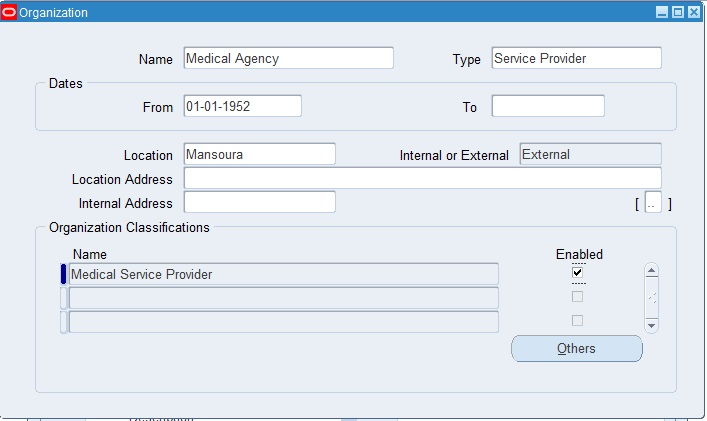 Organization
Name Medical Agency Type Service Provider
Dates
From 01-01-1952 To
Location Mansoura Internal or External External
Location Address
Internal Address [ .. ]
Organization Classifications
Name Enabled
Medical Service Provider
Others